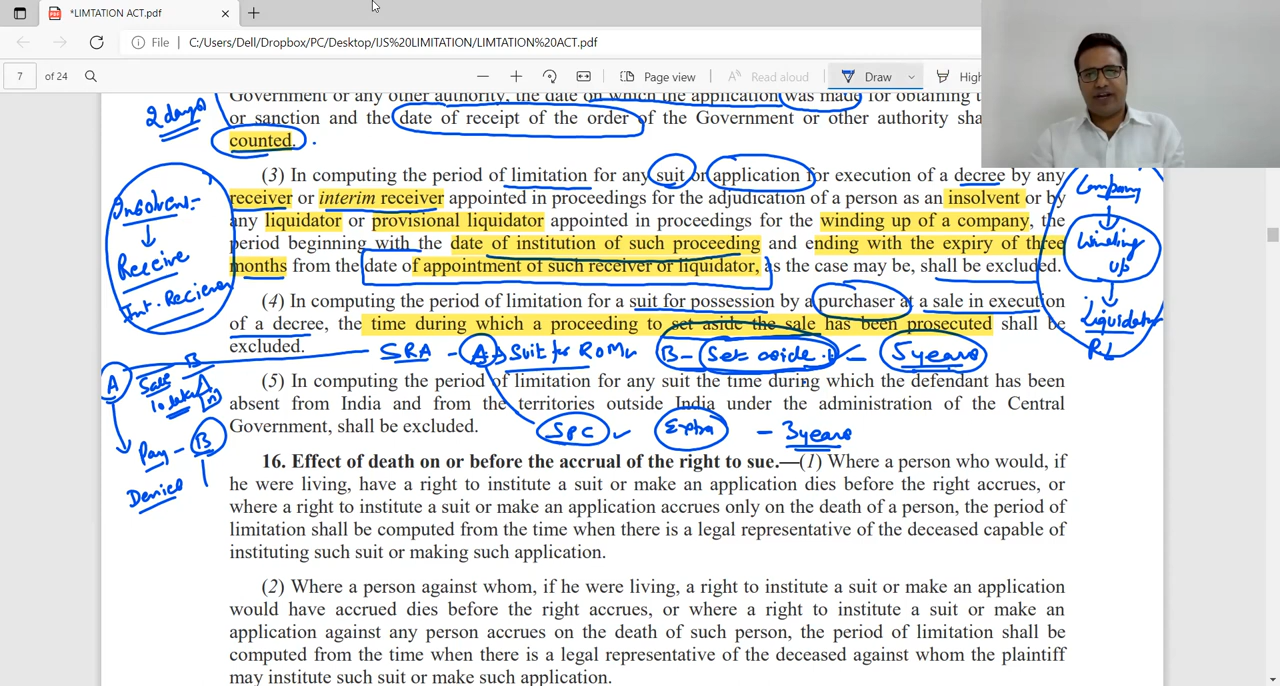 *LIMTATION ACT.pdf
File C:/Users/Dell/Dropbox/PC/Desktop/IJS%20LIMITATION/LIMTATION%20ACT.pdf
7 of 24 Page view Read aloud Draw High
Government or any other authority, the date on which the application was made for obtaining t
or sanction and the date of receipt of the order of the Government or other authority sha
counted.
2 days
(3) In computing the period of limitation for any suit or application for execution of a decree by any
receiver or interim receiver appointed in proceedings for the adjudication of a person as an insolvent or by
any liquidator or provisional liquidator appointed in proceedings for the winding up of a company, the
period beginning with the date of institution of such proceeding and ending with the expiry of three
months from the date of appointment of such receiver or liquidator, as the case may be, shall be excluded.
Insolvent
Receive
Int. Reciever
Company
Winding
up
Liquidator
(4) In computing the period of limitation for a suit for possession by a purchaser at a sale in execution
of a decree, the time during which a proceeding to set aside the sale has been prosecuted shall be
excluded.
SRA - A Suit for B - Set aside 5 years
A Sale B
10 lakh A
(5) In computing the period of limitation for any suit the time during which the defendant has been
absent from India and from the territories outside India under the administration of the Central
Government, shall be excluded.
SPC Extra - 3 years
Pay - B
Denies
16. Effect of death on or before the accrual of the right to sue.—(1) Where a person who would, if
he were living, have a right to institute a suit or make an application dies before the right accrues, or
where a right to institute a suit or make an application accrues only on the death of a person, the period of
limitation shall be computed from the time when there is a legal representative of the deceased capable of
instituting such suit or making such application.
(2) Where a person against whom, if he were living, a right to institute a suit or make an application
would have accrued dies before the right accrues, or where a right to institute a suit or make an
application against any person accrues on the death of such person, the period of limitation shall be
computed from the time when there is a legal representative of the deceased against whom the plaintiff
may institute such suit or make such application.